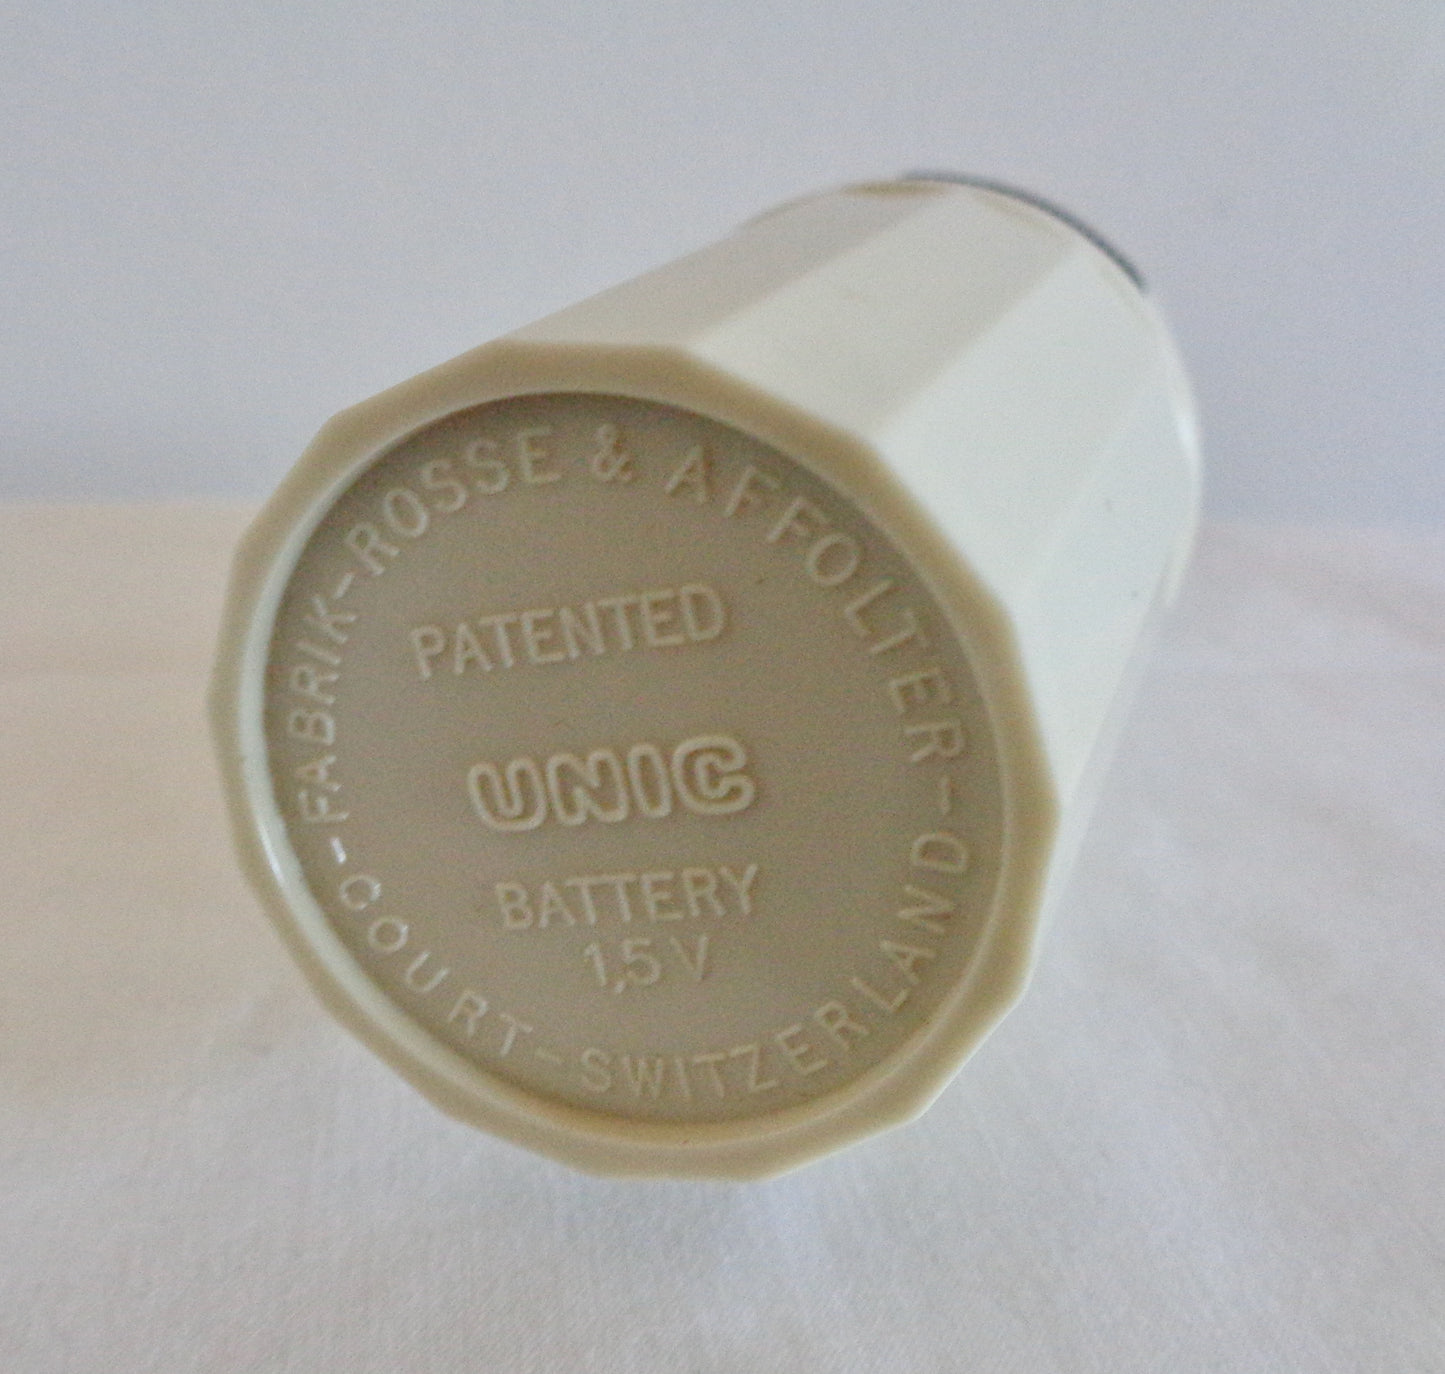 FABRIK-ROSSE & AFFOLTER-
-COURT-SWITZERLAND-
PATENTED
UNIC
BATTERY
1,5 V